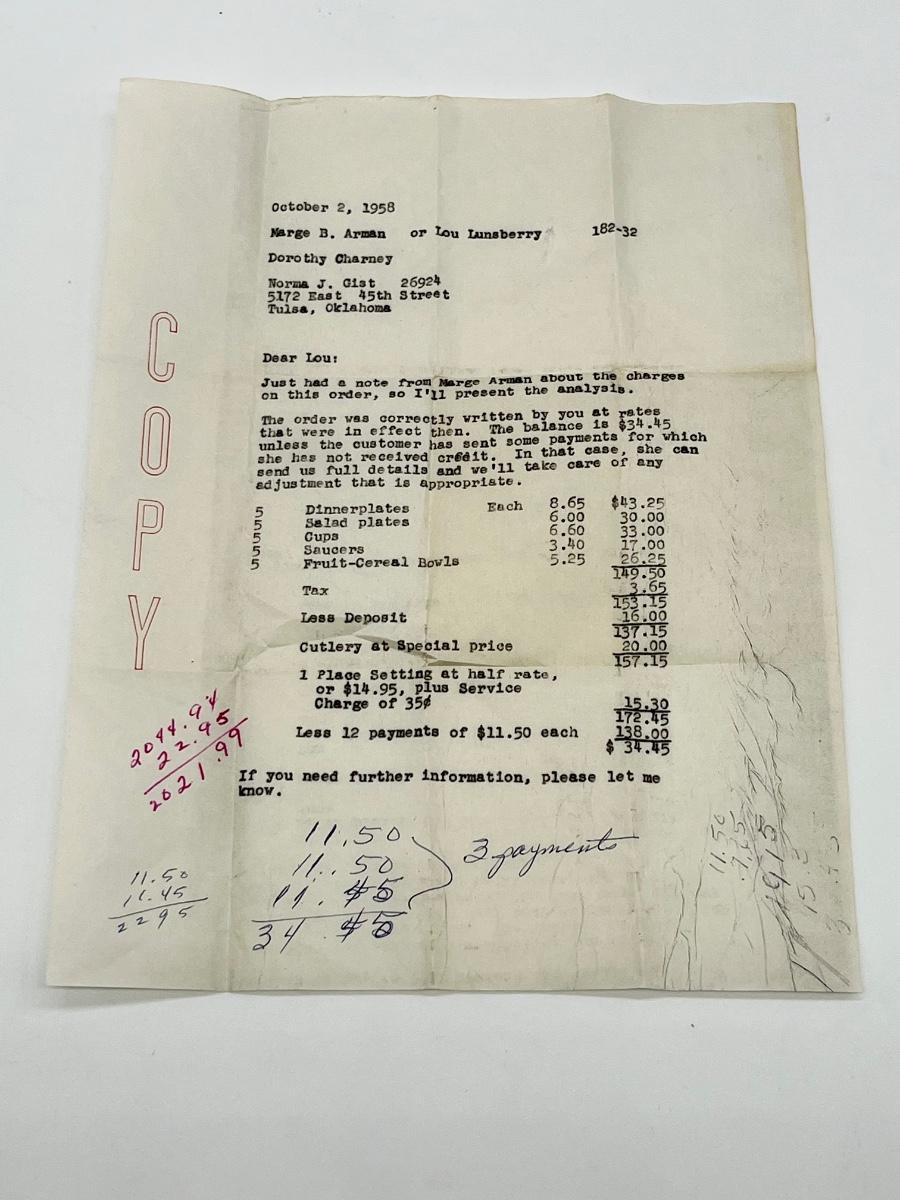 October 2, 1958
Marge B. Arman or Lou Lunsberry 182-32
Dorothy Charney
Norma J. Gist 26924
5172 East 45th Street
Tulsa, Oklahoma
COPY
Dear Lou:
Just had a note from Marge Arman about the charges
on this order, so I'll present the analysis.
The order was correctly written by you at rates
that were in effect then. The balance is $34.45
unless the customer has sent some payments for which
she has not received credit. In that case, she can
send us full details and we'll take care of any
adjustment that is appropriate.
5 Dinnerplates Each 8.65 $43.25
5 Salad plates 6.00 30.00
5 Cups 6.60 33.00
5 Saucers 3.40 17.00
5 Fruit-Cereal Bowls 5.25 26.25
149.50
Tax 3.65
153.15
Less Deposit 16.00
137.15
Cutlery at Special price 20.00
157.15
1 Place Setting at half rate,
or $14.95, plus Service
Charge of 35¢ 15.30
172.45
Less 12 payments of $11.50 each 138.00
$ 34.45
If you need further information, please let me
know.
2044.94
22.95
2021.99
11.50
11.50
11.45
34.45
3 payments
11.50
11.45
2295
11.50